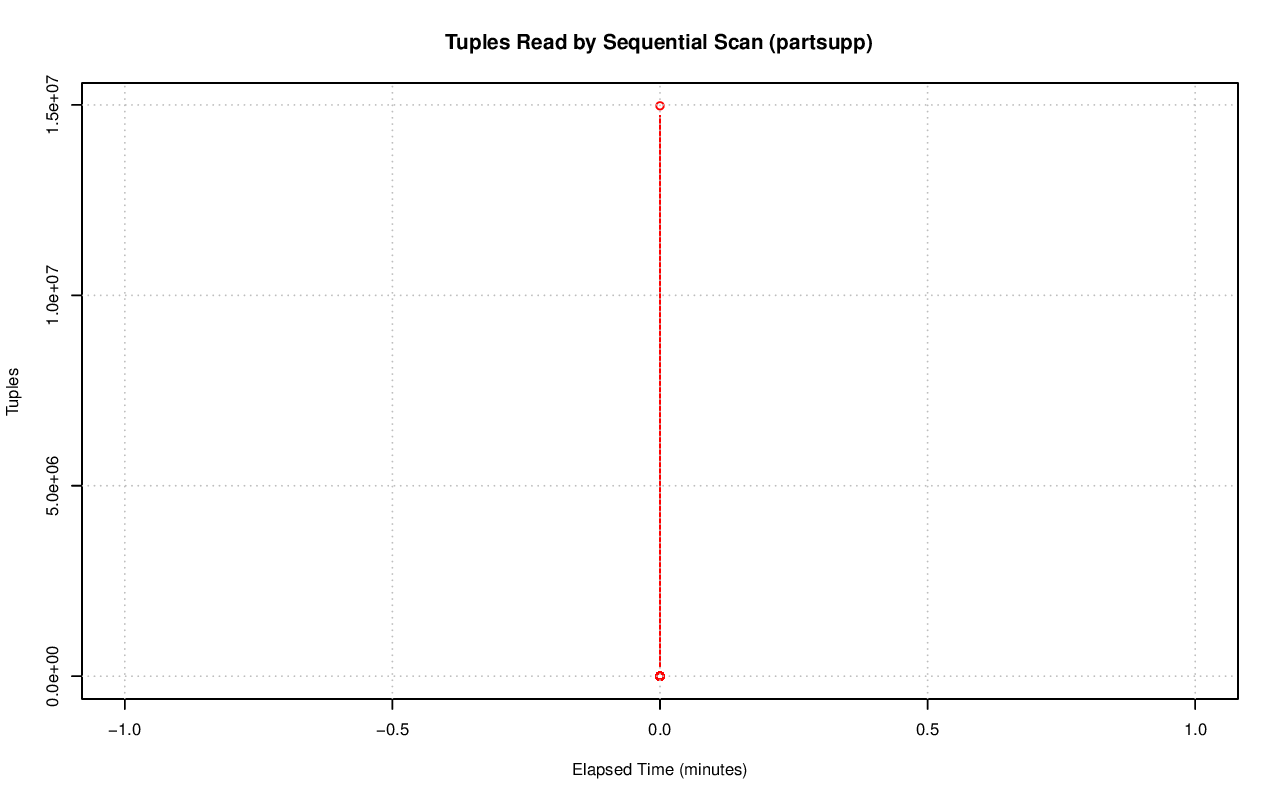 Tuples Read by Sequential Scan (partsupp)
1.5e+07
1.0e+07
5.0e+06
0.0e+00
Tuples
−1.0 −0.5 0.0 0.5 1.0
Elapsed Time (minutes)